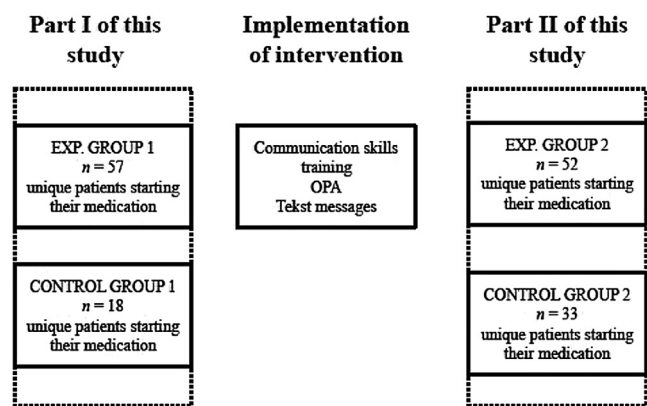 Part I of this
study
EXP. GROUP 1
n = 57
unique patients starting
their medication
CONTROL GROUP 1
n = 18
unique patients starting
their medication
Implementation
of intervention
Communication skills
training
OPA
Tekst messages
Part II of this
study
EXP. GROUP 2
n = 52
unique patients starting
their medication
CONTROL GROUP 2
n = 33
unique patients starting
their medication